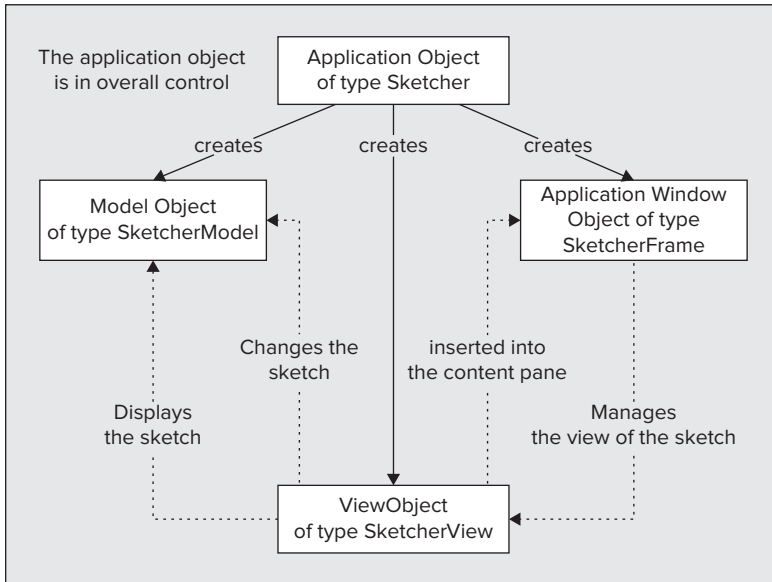 The application object
is in overall control
Application Object
of type Sketcher
creates
creates
creates
Model Object
of type SketcherModel
Application Window
Object of type
SketcherFrame
Changes the
sketch
inserted into
the content pane
Displays
the sketch
Manages
the view of the sketch
ViewObject
of type SketcherView